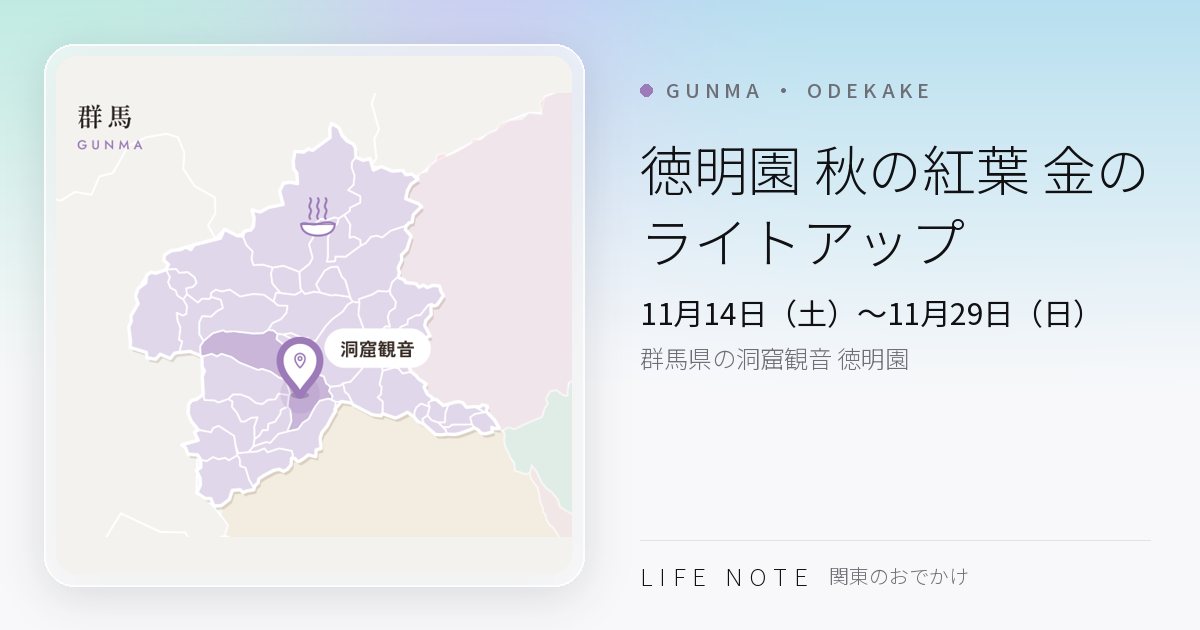 群馬
GUNMA
洞窟観音
GUNMA • ODEKAKE
徳明園 秋の紅葉 金の
ライトアップ
11月14日（土）〜11月29日（日）
群馬県の洞窟観音 徳明園
LIFE NOTE 関東のおでかけ